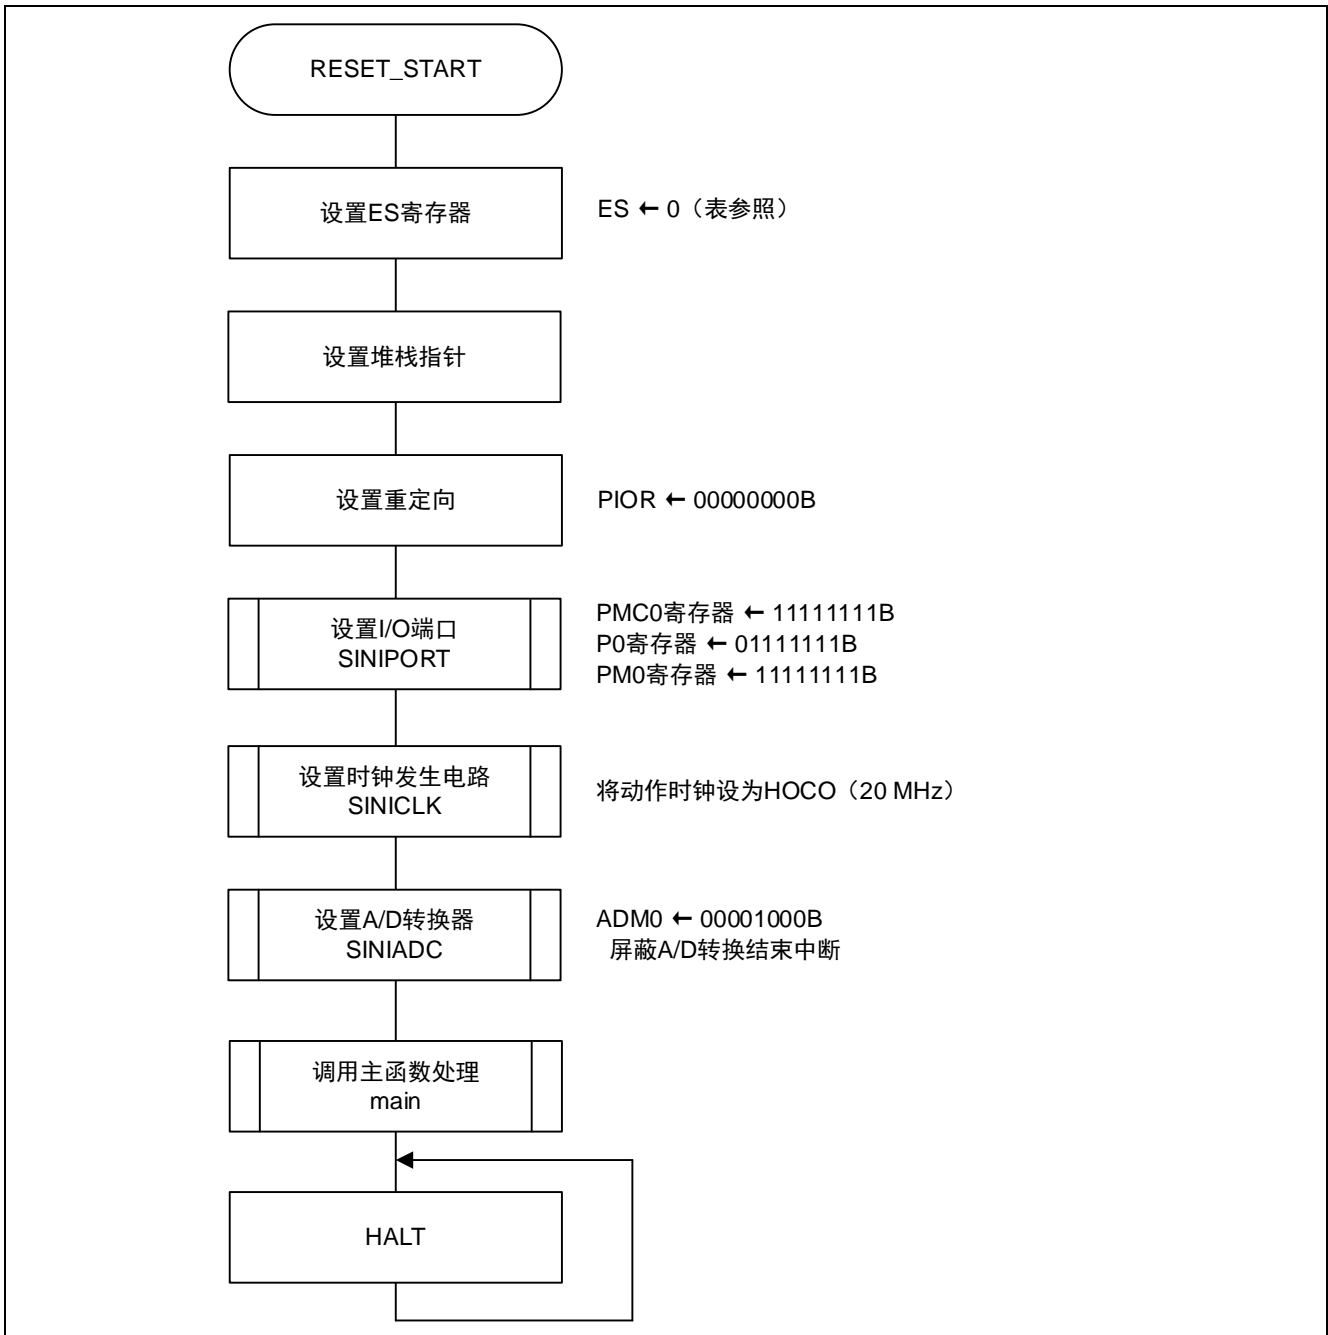 RESET_START
设置ES寄存器
ES ← 0（表参照）
设置堆栈指针
设置重定向
PIOR ← 00000000B
设置I/O端口
SINIPORT
PMC0寄存器 ← 11111111B
P0寄存器 ← 01111111B
PM0寄存器 ← 11111111B
设置时钟发生电路
SINICLK
将动作时钟设为HOCO（20 MHz）
设置A/D转换器
SINIADC
ADM0 ← 00001000B
屏蔽A/D转换结束中断
调用主函数处理
main
HALT